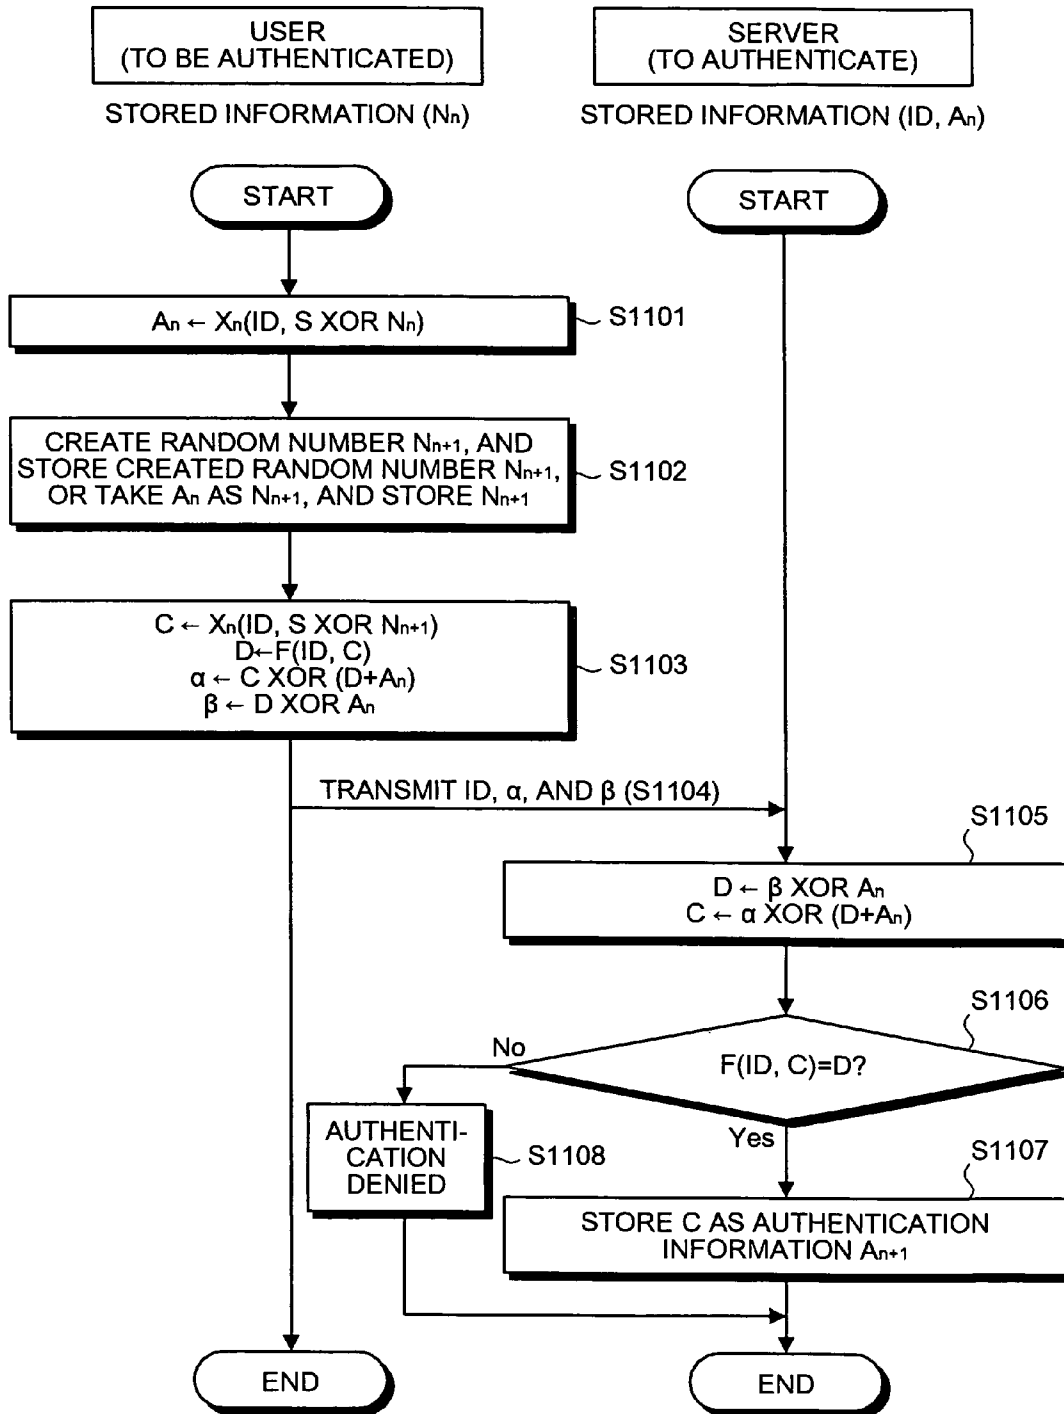 USER
(TO BE AUTHENTICATED)
SERVER
(TO AUTHENTICATE)
STORED INFORMATION (Nn)
STORED INFORMATION (ID, An)
START
START
An ← Xn(ID, S XOR Nn)
S1101
CREATE RANDOM NUMBER Nn+1, AND
STORE CREATED RANDOM NUMBER Nn+1,
OR TAKE An AS Nn+1, AND STORE Nn+1
S1102
C ← Xn(ID, S XOR Nn+1)
D←F(ID, C)
α ← C XOR (D+An)
β ← D XOR An
S1103
TRANSMIT ID, α, AND β (S1104)
S1105
D ← β XOR An
C ← α XOR (D+An)
S1106
No
F(ID, C)=D?
Yes
AUTHENTI-
CATION
DENIED
S1108
S1107
STORE C AS AUTHENTICATION
INFORMATION An+1
END
END